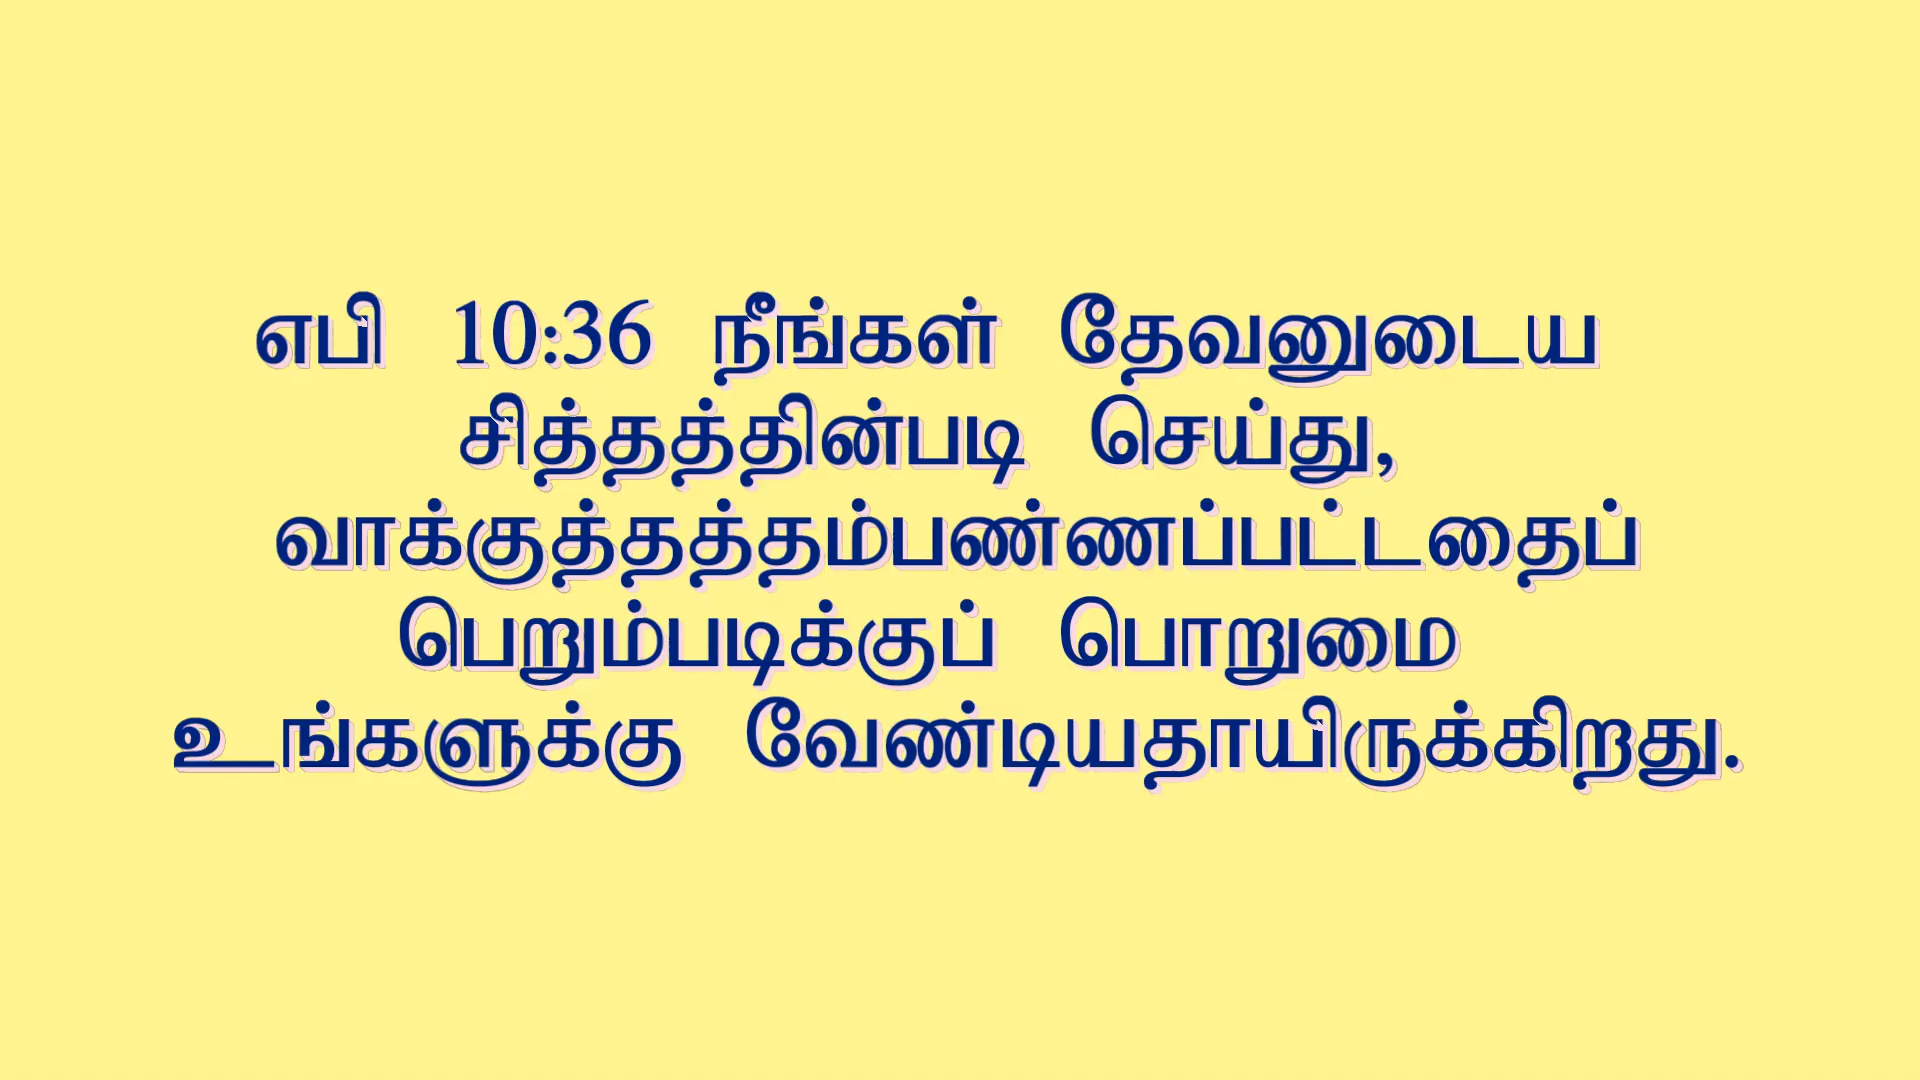 எபி 10:36 நீங்கள் தேவனுடைய
சித்தத்தின்படி செய்து,
வாக்குத்தத்தம்பண்ணப்பட்டதைப்
பெறும்படிக்குப் பொறுமை
உங்களுக்கு வேண்டியதாயிருக்கிறது.